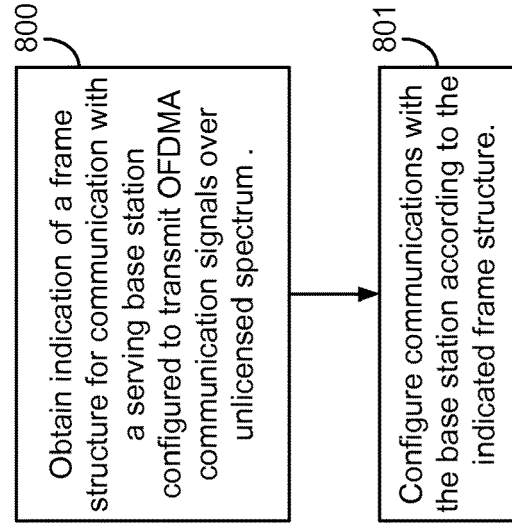 800
Obtain indication of a frame
structure for communication with
a serving base station
configured to transmit OFDMA
communication signals over
unlicensed spectrum .
801
Configure communications with
the base station according to the
indicated frame structure.